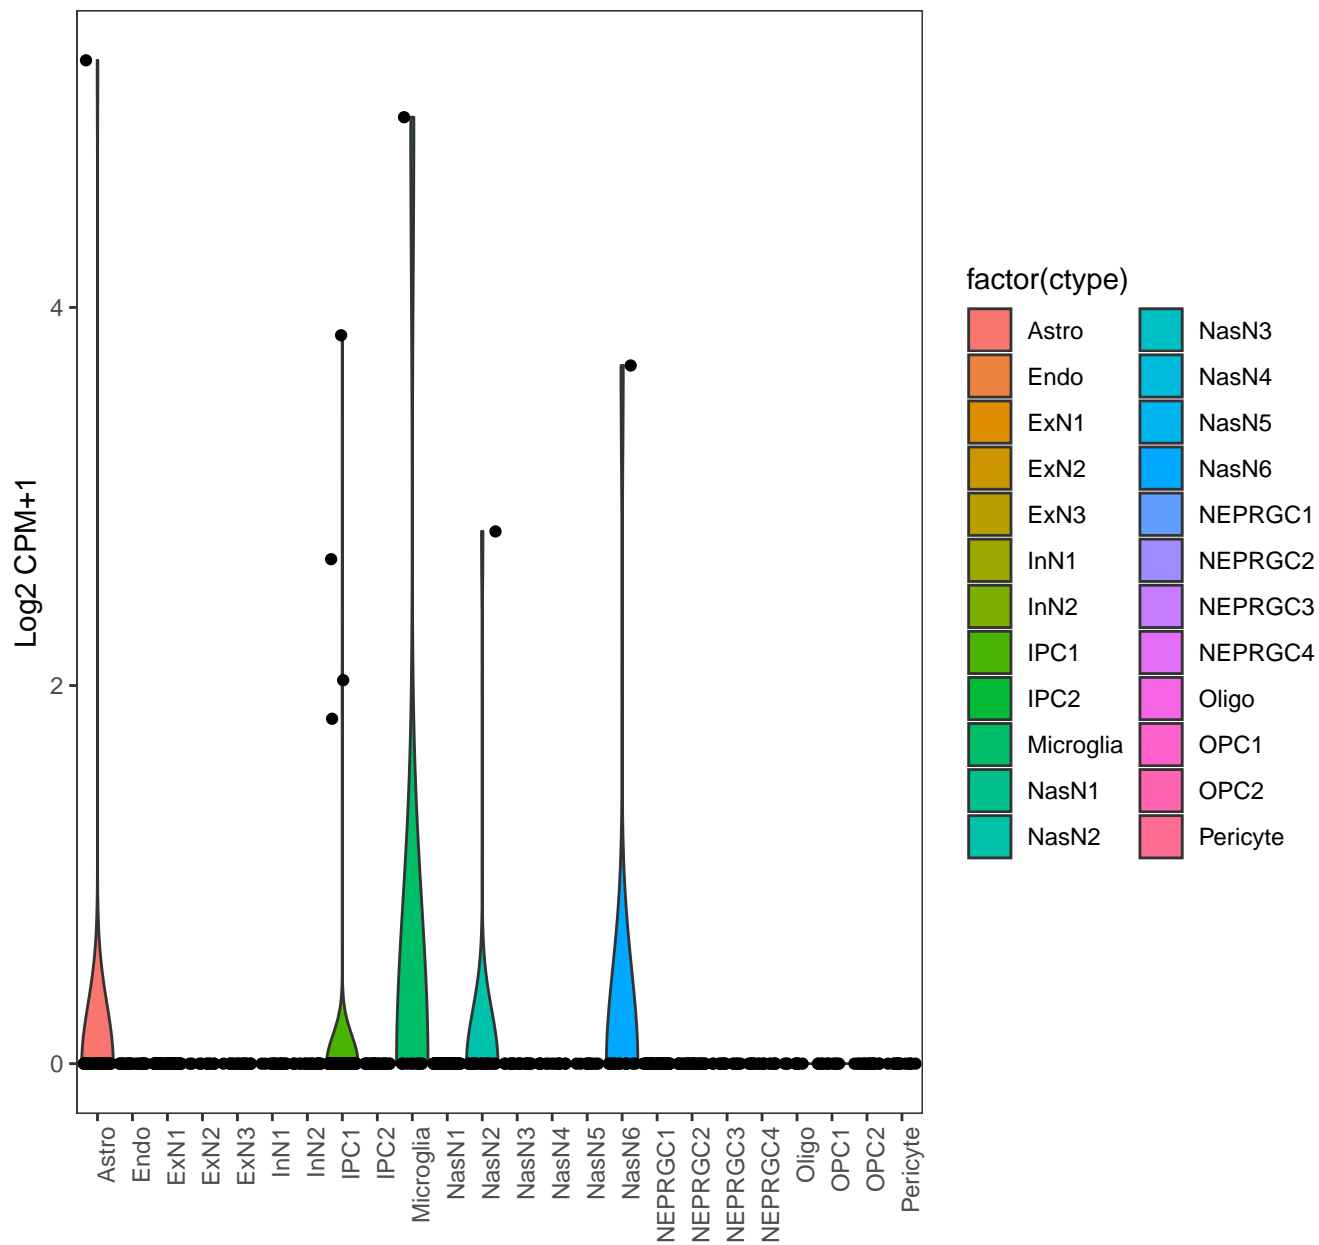 Log2 CPM+1
4
2
0
Astro
Endo
ExN1
ExN2
ExN3
InN1
InN2
IPC1
IPC2
Microglia
NasN1
NasN2
NasN3
NasN4
NasN5
NasN6
NEPRGC1
NEPRGC2
NEPRGC3
NEPRGC4
Oligo
OPC1
OPC2
Pericyte
factor(ctype)
Astro
Endo
ExN1
ExN2
ExN3
InN1
InN2
IPC1
IPC2
Microglia
NasN1
NasN2
NasN3
NasN4
NasN5
NasN6
NEPRGC1
NEPRGC2
NEPRGC3
NEPRGC4
Oligo
OPC1
OPC2
Pericyte